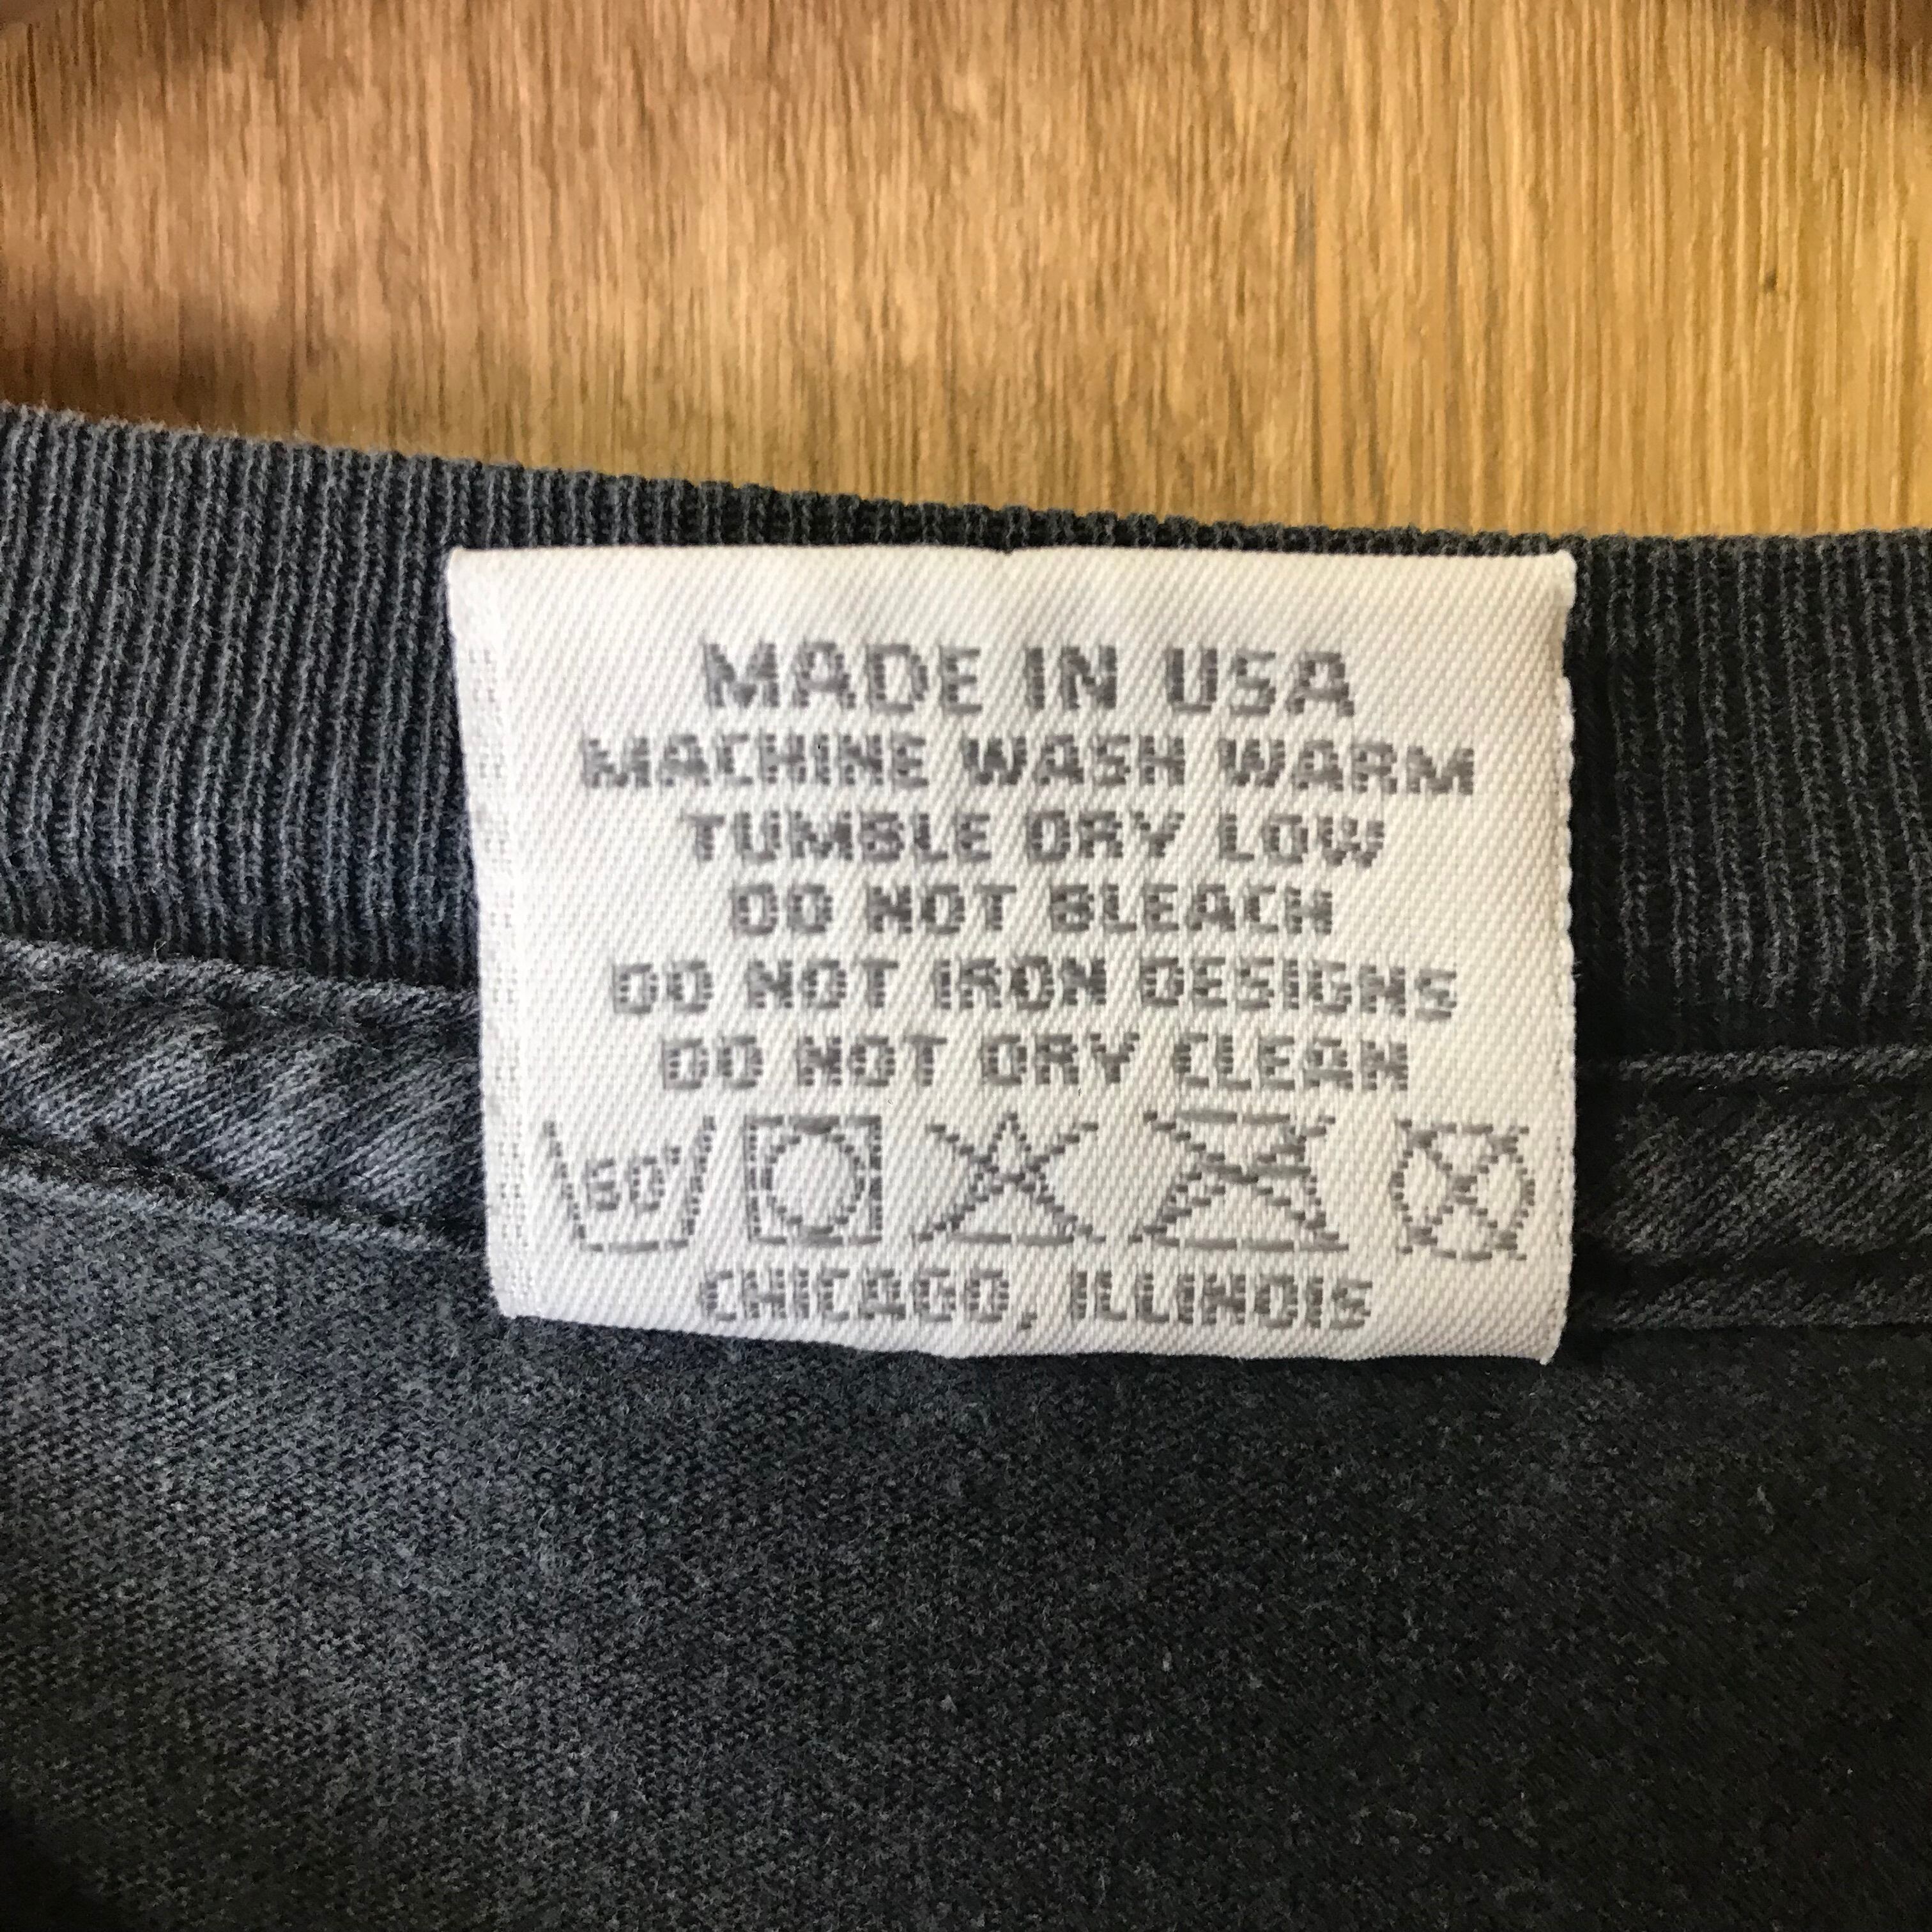 MADE IN USA
MACHINE WASH WARM
TUMBLE DRY LOW
DO NOT BLEACH
DO NOT IRON DESIGNS
DO NOT DRY CLEAN
60°
CHICAGO, ILLINOIS